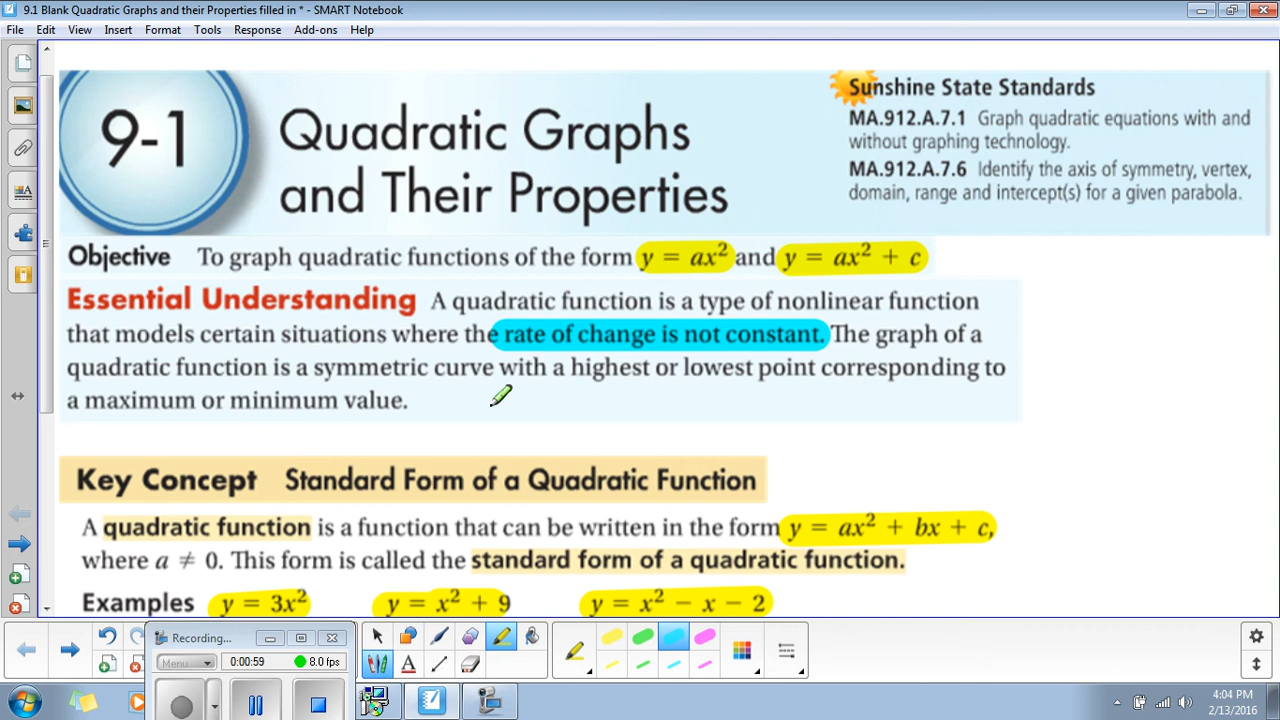 9.1 Blank Quadratic Graphs and their Properties filled in * - SMART Notebook
File Edit View Insert Format Tools Response Add-ons Help
9-1
Quadratic Graphs
and Their Properties
Sunshine State Standards
MA.912.A.7.1 Graph quadratic equations with and
without graphing technology.
MA.912.A.7.6 Identify the axis of symmetry, vertex,
domain, range and intercept(s) for a given parabola.
Objective To graph quadratic functions of the form y = ax² and y = ax² + c
Essential Understanding A quadratic function is a type of nonlinear function
that models certain situations where the rate of change is not constant. The graph of a
quadratic function is a symmetric curve with a highest or lowest point corresponding to
a maximum or minimum value.
Key Concept Standard Form of a Quadratic Function
A quadratic function is a function that can be written in the form y = ax² + bx + c,
where a ≠ 0. This form is called the standard form of a quadratic function.
Examples y = 3x² y = x² + 9 y = x² − x − 2
Recording...
Menu 0:00:59 8.0 fps
4:04 PM
2/13/2016